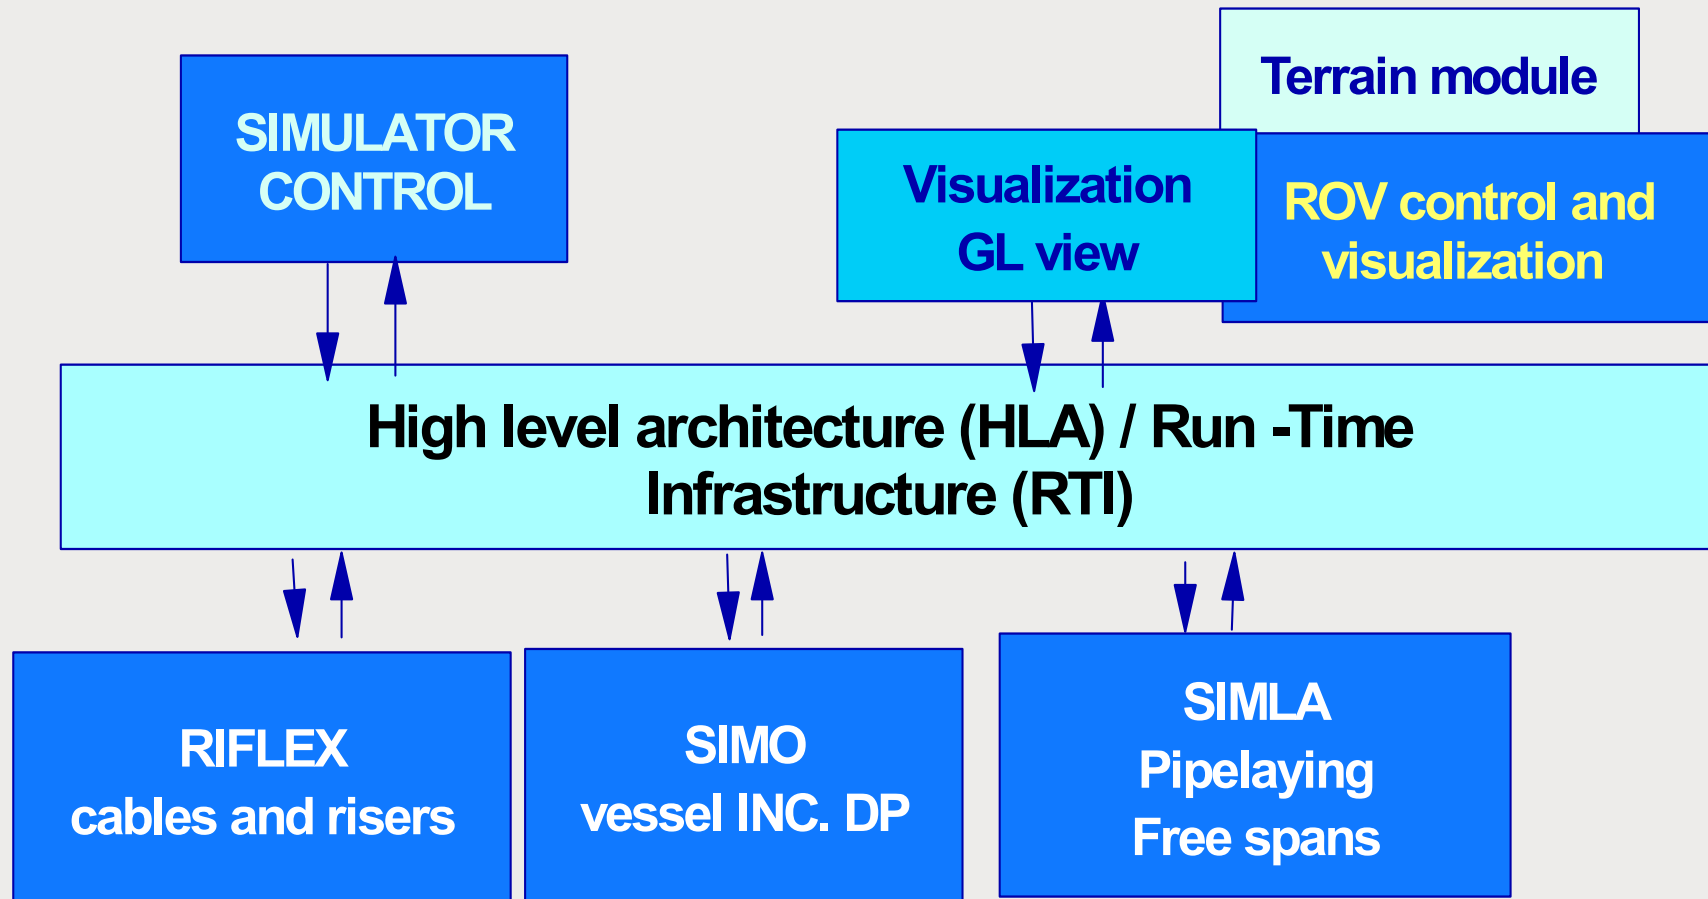 SIMULATOR
CONTROL
Terrain module
Visualization
GL view
ROV control and
visualization
High level architecture (HLA) / Run -Time
Infrastructure (RTI)
RIFLEX
cables and risers
SIMO
vessel INC. DP
SIMLA
Pipelaying
Free spans